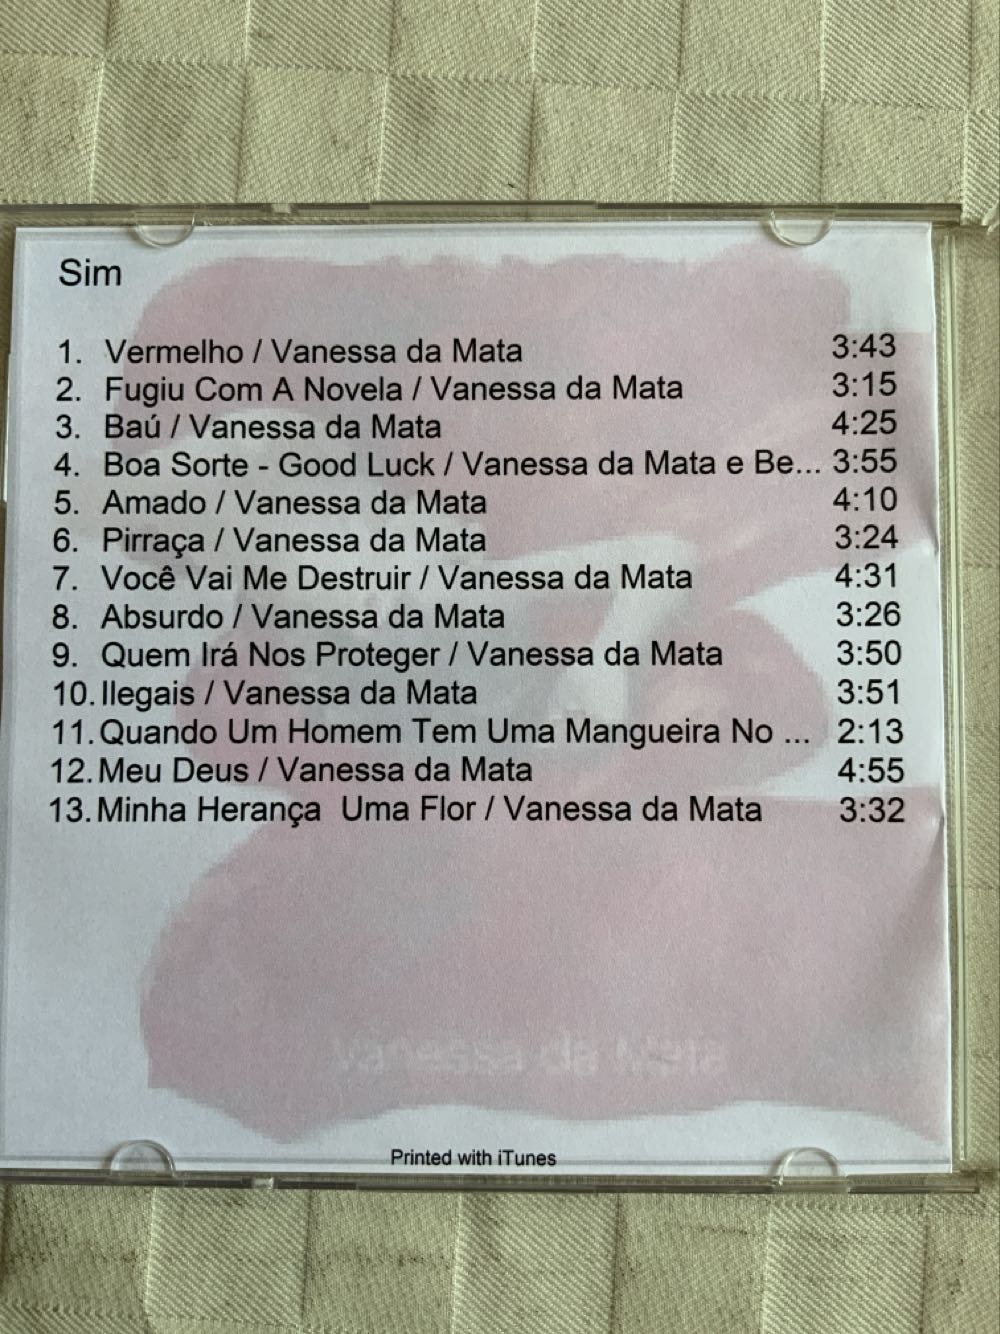 Sim
1. Vermelho / Vanessa da Mata 3:43
2. Fugiu Com A Novela / Vanessa da Mata 3:15
3. Baú / Vanessa da Mata 4:25
4. Boa Sorte - Good Luck / Vanessa da Mata e Be... 3:55
5. Amado / Vanessa da Mata 4:10
6. Pirraça / Vanessa da Mata 3:24
7. Você Vai Me Destruir / Vanessa da Mata 4:31
8. Absurdo / Vanessa da Mata 3:26
9. Quem Irá Nos Proteger / Vanessa da Mata 3:50
10. Ilegais / Vanessa da Mata 3:51
11. Quando Um Homem Tem Uma Mangueira No ... 2:13
12. Meu Deus / Vanessa da Mata 4:55
13. Minha Herança Uma Flor / Vanessa da Mata 3:32
Vanessa da Mata
Printed with iTunes